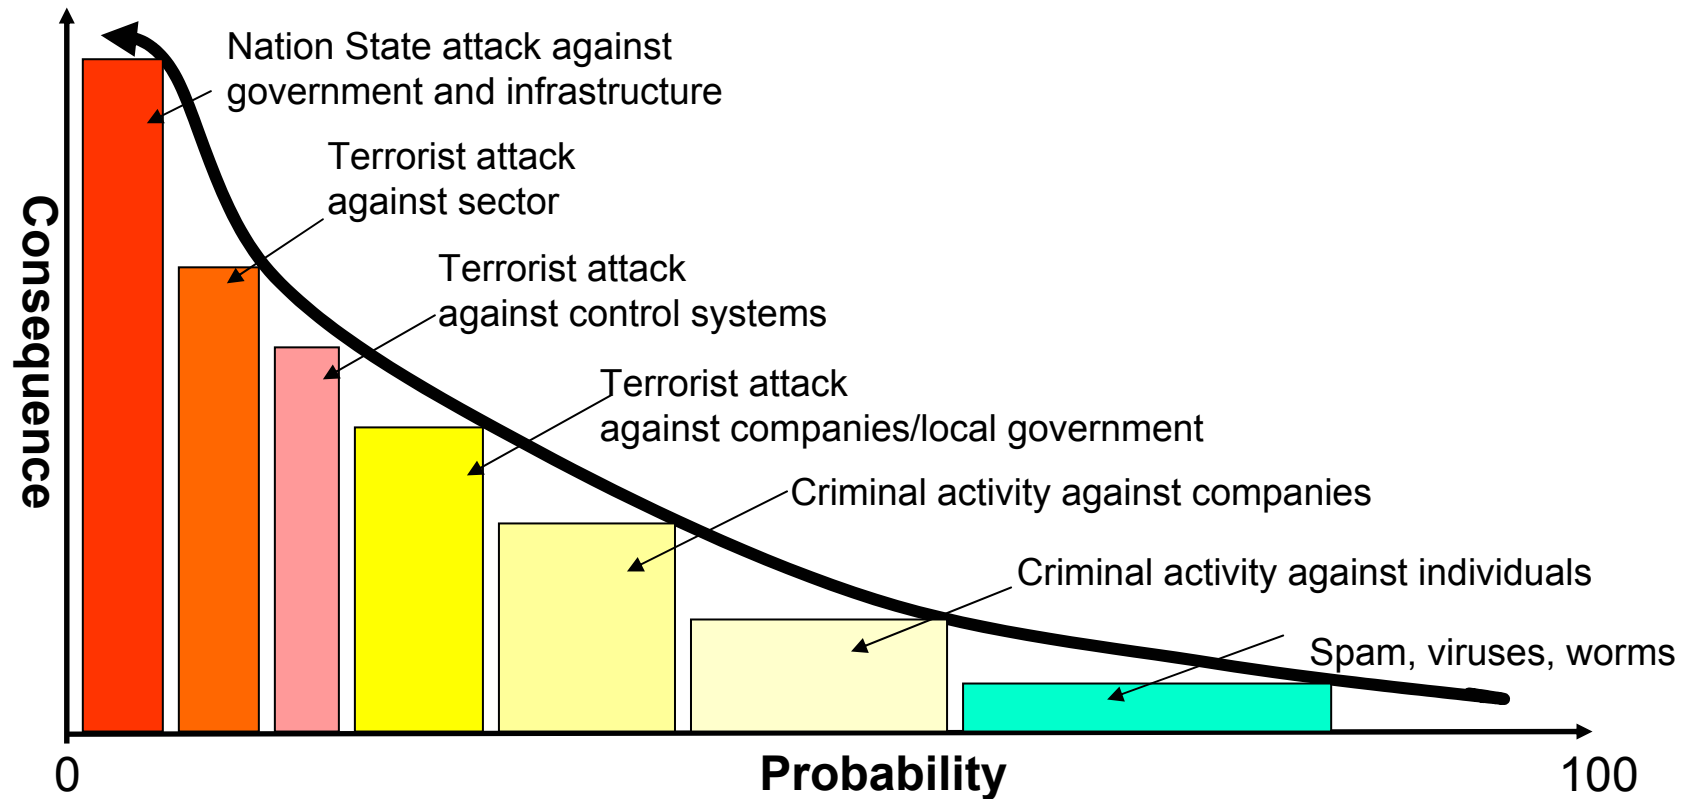 Nation State attack against
government and infrastructure
Terrorist attack
against sector
Terrorist attack
against control systems
Terrorist attack
against companies/local government
Criminal activity against companies
Criminal activity against individuals
Spam, viruses, worms
Consequence
0
Probability
100